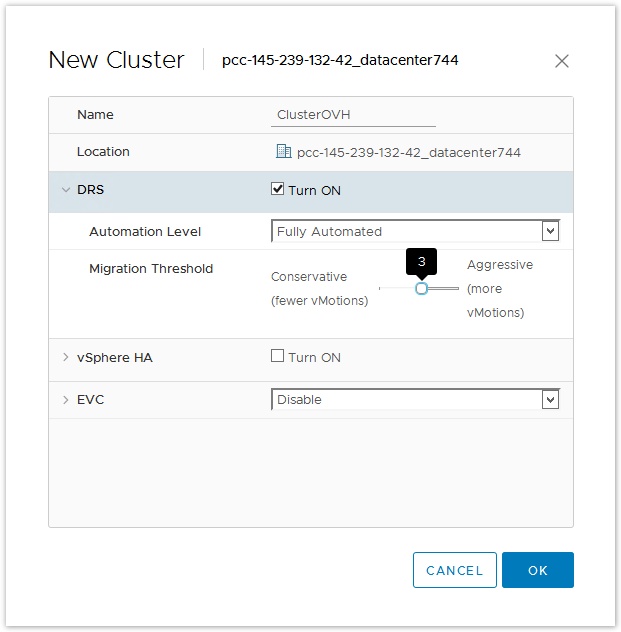 New Cluster pcc-145-239-132-42_datacenter744
Name ClusterOVH
Location pcc-145-239-132-42_datacenter744
DRS Turn ON
Automation Level Fully Automated
3
Migration Threshold Conservative (fewer vMotions) Aggressive (more vMotions)
vSphere HA Turn ON
EVC Disable
CANCEL OK